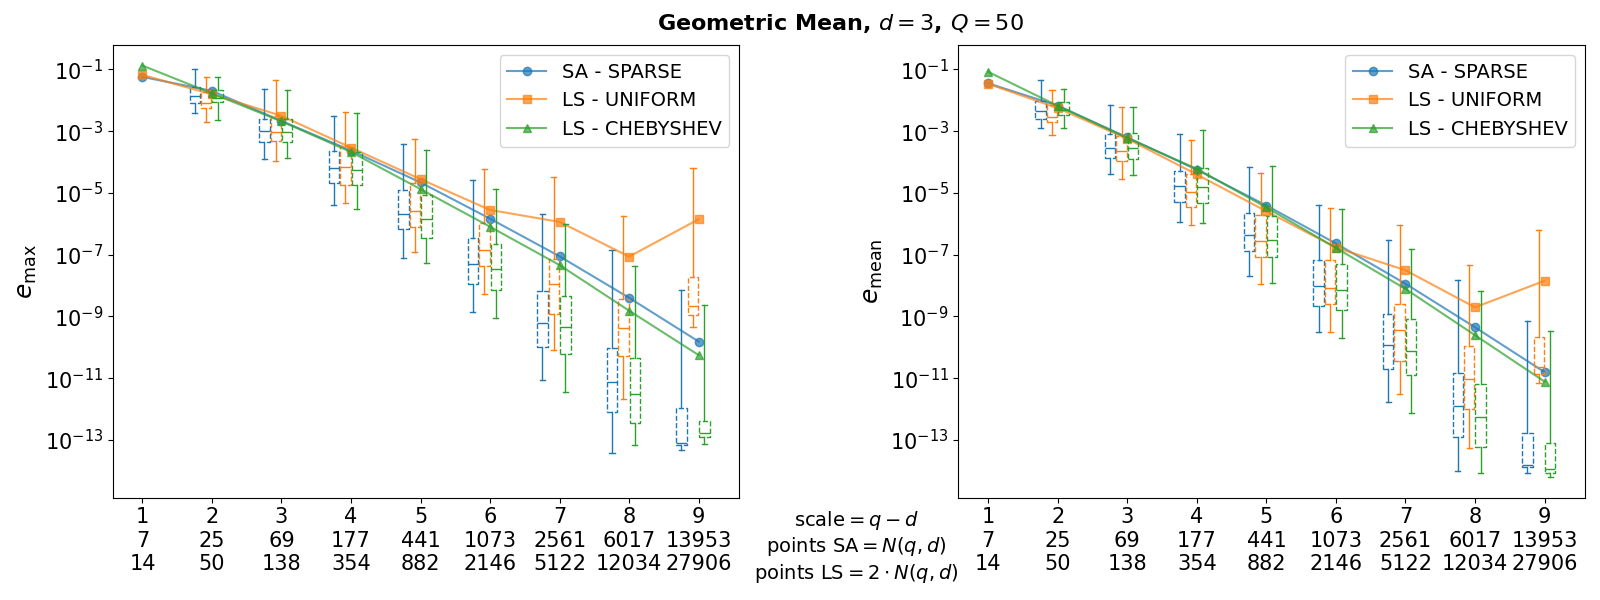 Geometric Mean, d = 3, Q = 50
SA - SPARSE
LS - UNIFORM
LS - CHEBYSHEV
10⁻¹
10⁻³
10⁻⁵
10⁻⁷
10⁻⁹
10⁻¹¹
10⁻¹³
e_max
1 2 3 4 5 6 7 8 9
7 25 69 177 441 1073 2561 6017 13953
14 50 138 354 882 2146 5122 12034 27906
scale = q − d
points SA = N(q, d)
points LS = 2 · N(q, d)
SA - SPARSE
LS - UNIFORM
LS - CHEBYSHEV
10⁻¹
10⁻³
10⁻⁵
10⁻⁷
10⁻⁹
10⁻¹¹
10⁻¹³
e_mean
1 2 3 4 5 6 7 8 9
7 25 69 177 441 1073 2561 6017 13953
14 50 138 354 882 2146 5122 12034 27906